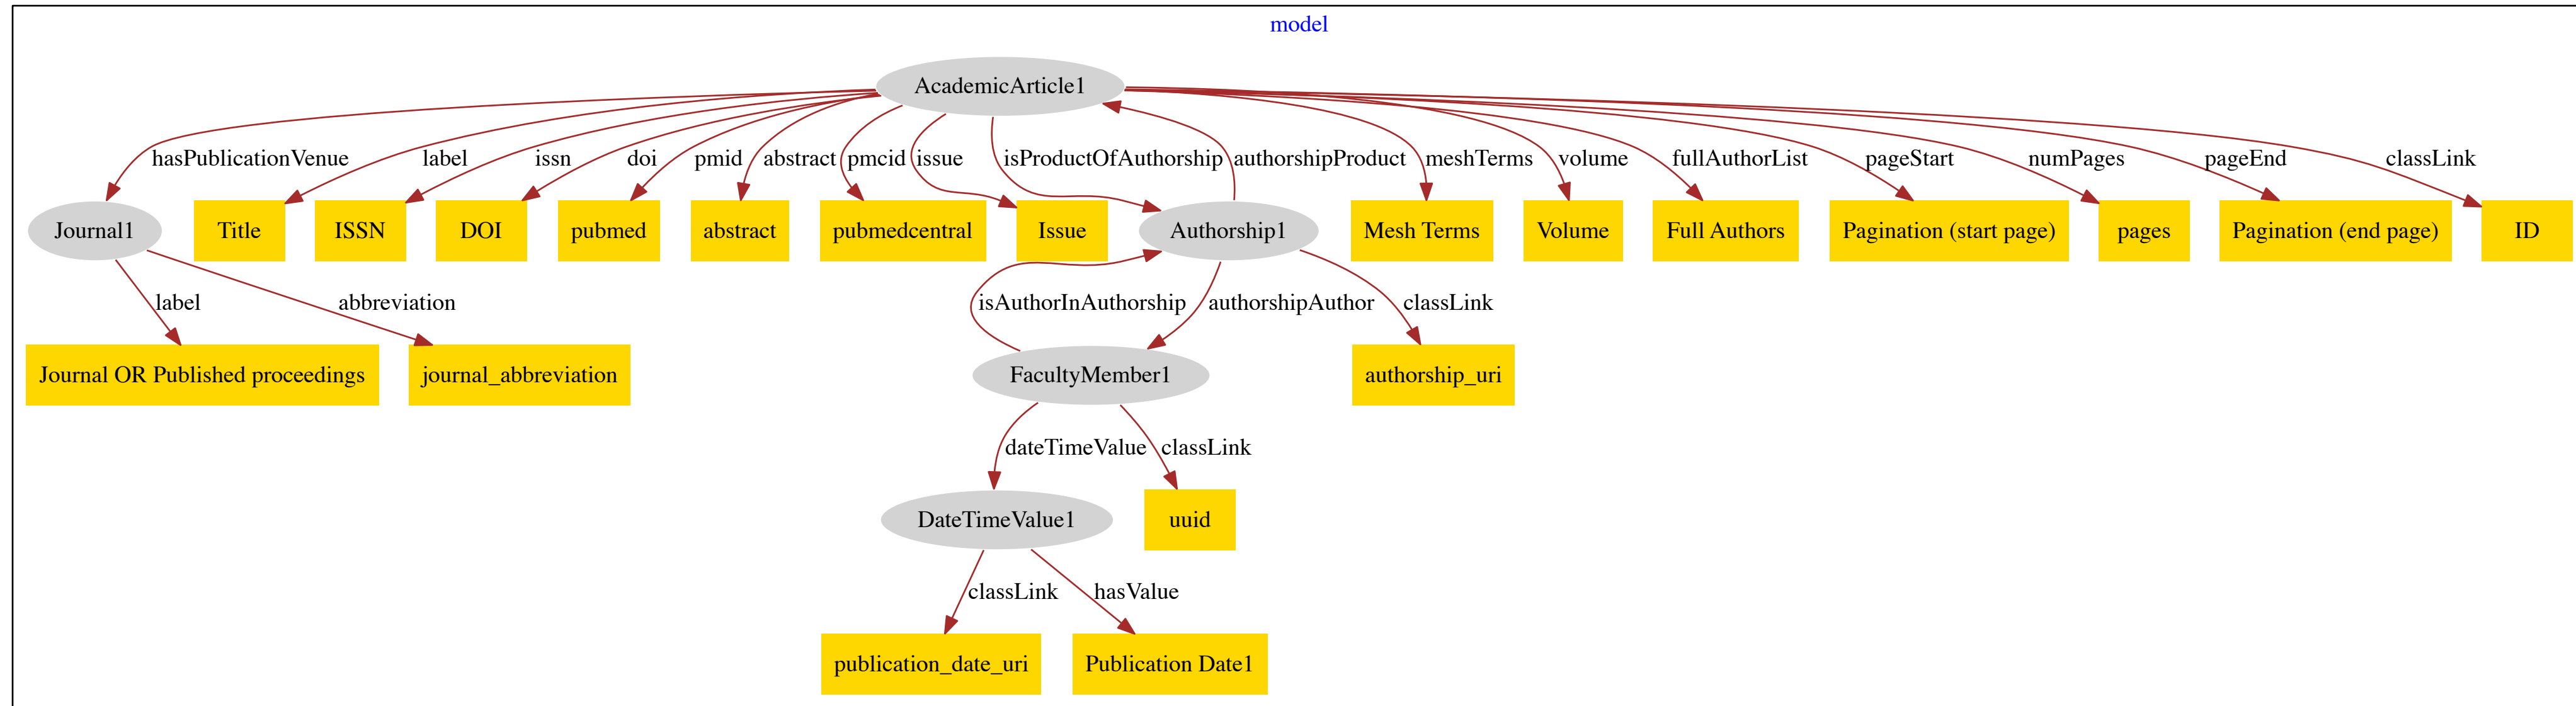 model
AcademicArticle1
hasPublicationVenue
label
issn
doi
pmid
abstract
pmcid
issue
isProductOfAuthorship
authorshipProduct
meshTerms
volume
fullAuthorList
pageStart
numPages
pageEnd
classLink
Journal1
Title
ISSN
DOI
pubmed
abstract
pubmedcentral
Issue
Authorship1
Mesh Terms
Volume
Full Authors
Pagination (start page)
pages
Pagination (end page)
ID
label
abbreviation
isAuthorInAuthorship
authorshipAuthor
classLink
Journal OR Published proceedings
journal_abbreviation
FacultyMember1
authorship_uri
dateTimeValue
classLink
DateTimeValue1
uuid
classLink
hasValue
publication_date_uri
Publication Date1